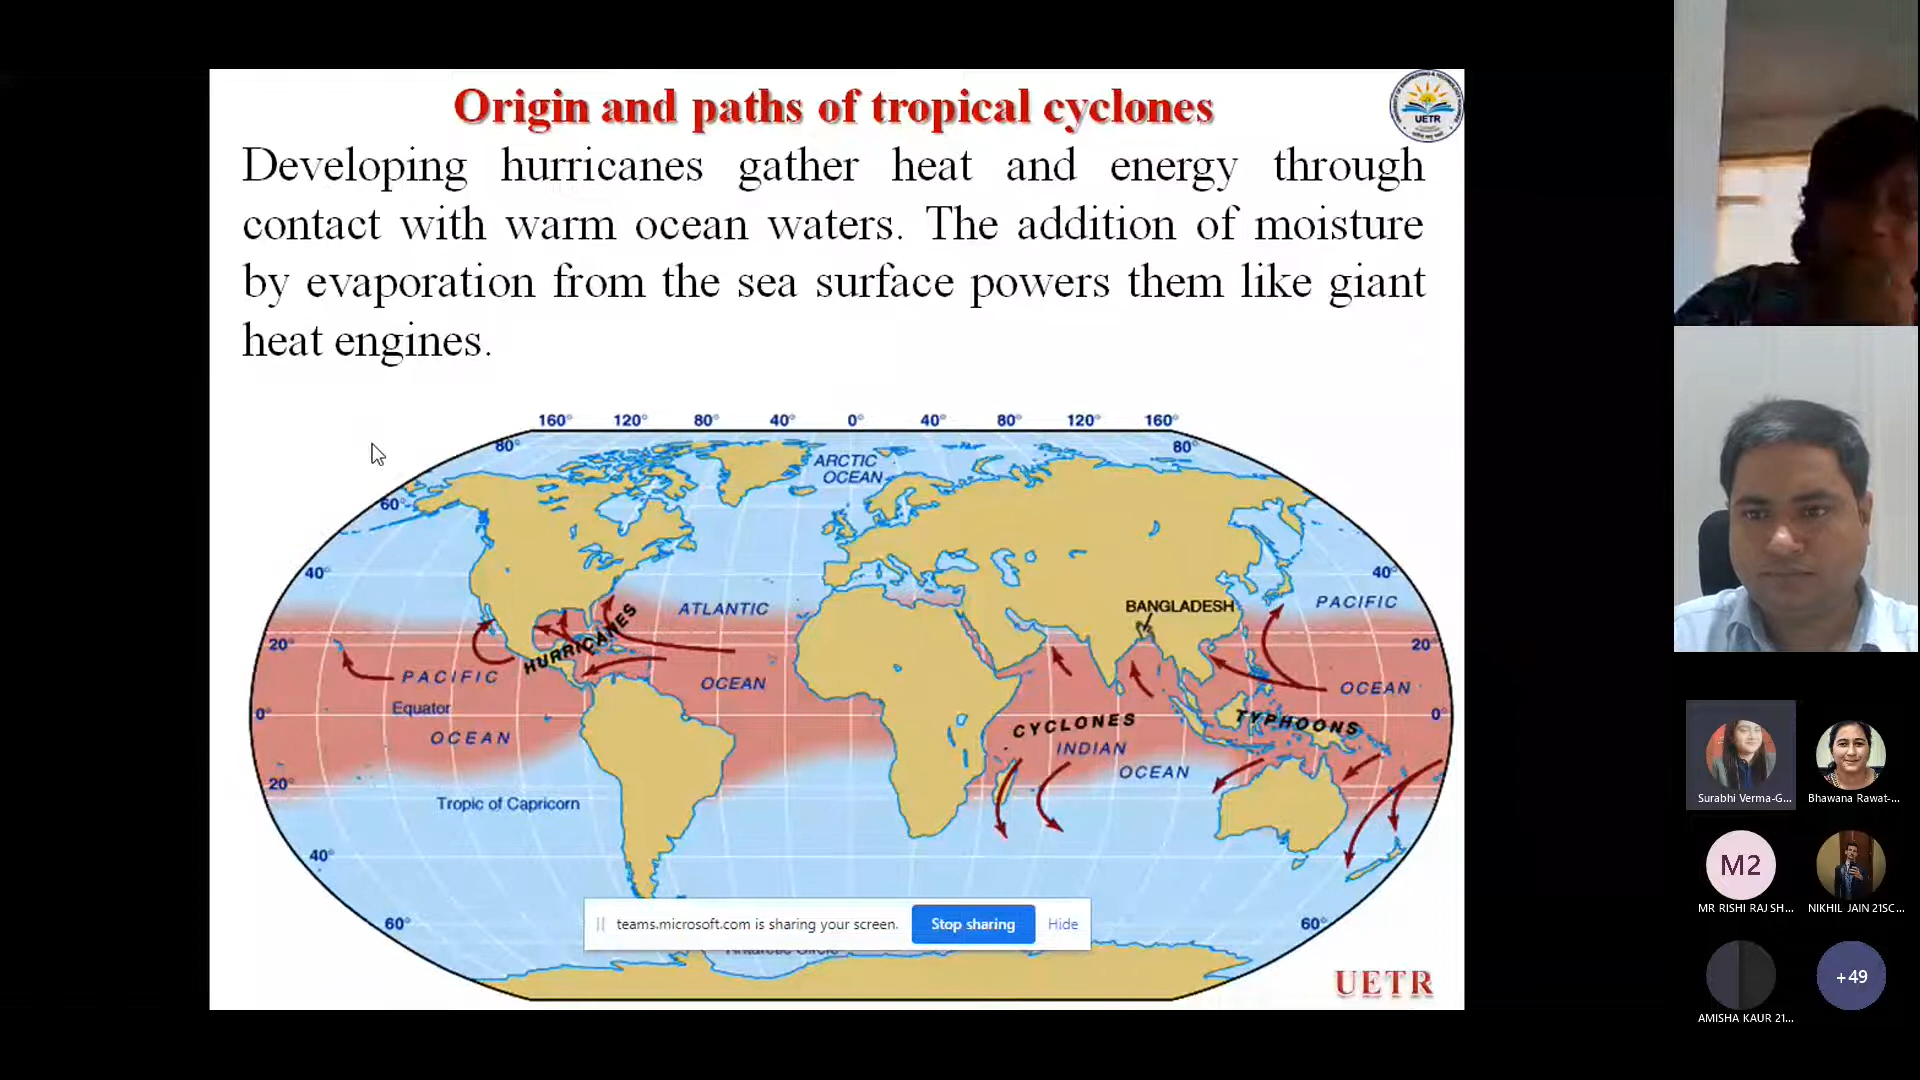 Origin and paths of tropical cyclones
UETR
Developing hurricanes gather heat and energy through
contact with warm ocean waters. The addition of moisture
by evaporation from the sea surface powers them like giant
heat engines.
160° 120° 80° 40° 0° 40° 80° 120° 160°
80° 80°
ARCTIC
OCEAN
60°
40° 40°
ATLANTIC
BANGLADESH
PACIFIC
HURRICANES
20° 20°
PACIFIC
OCEAN
OCEAN
Equator
0° 0°
CYCLONES
TYPHOONS
OCEAN
INDIAN
OCEAN
20°
Tropic of Capricorn
40°
60° 60°
teams.microsoft.com is sharing your screen. Stop sharing Hide
UETR
Surabhi Verma-G... Bhawana Rawat-...
M2
MR RISHI RAJ SH... NIKHIL JAIN 21SC...
+49
AMISHA KAUR 21...